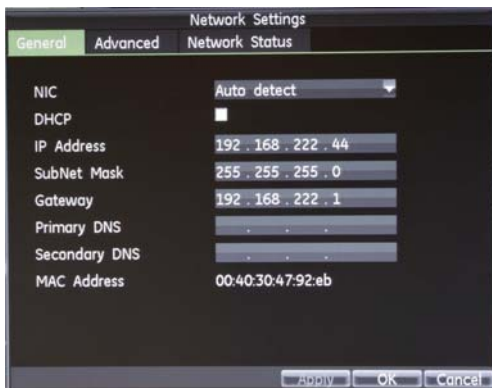 Network Settings
General Advanced Network Status
NIC Auto detect
DHCP
IP Address 192 . 168 . 222 . 44
SubNet Mask 255 . 255 . 255 . 0
Gateway 192 . 168 . 222 . 1
Primary DNS . . .
Secondary DNS . . .
MAC Address 00:40:30:47:92:eb
Apply OK Cancel